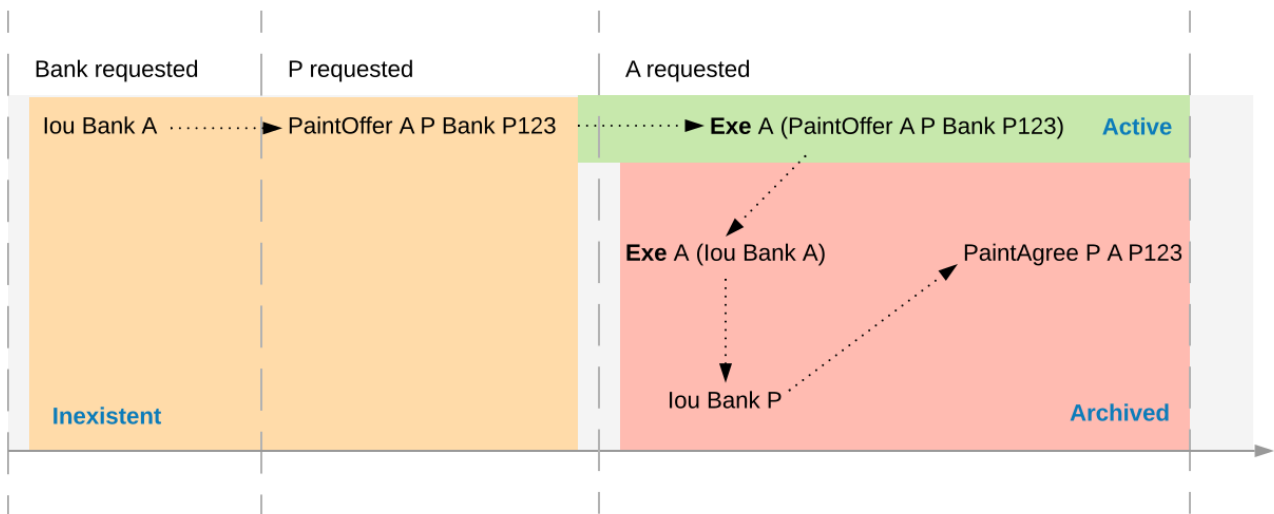 Bank requested
P requested
A requested
Iou Bank A
PaintOffer A P Bank P123
Exe A (PaintOffer A P Bank P123)
Active
Exe A (Iou Bank A)
PaintAgree P A P123
Iou Bank P
Inexistent
Archived